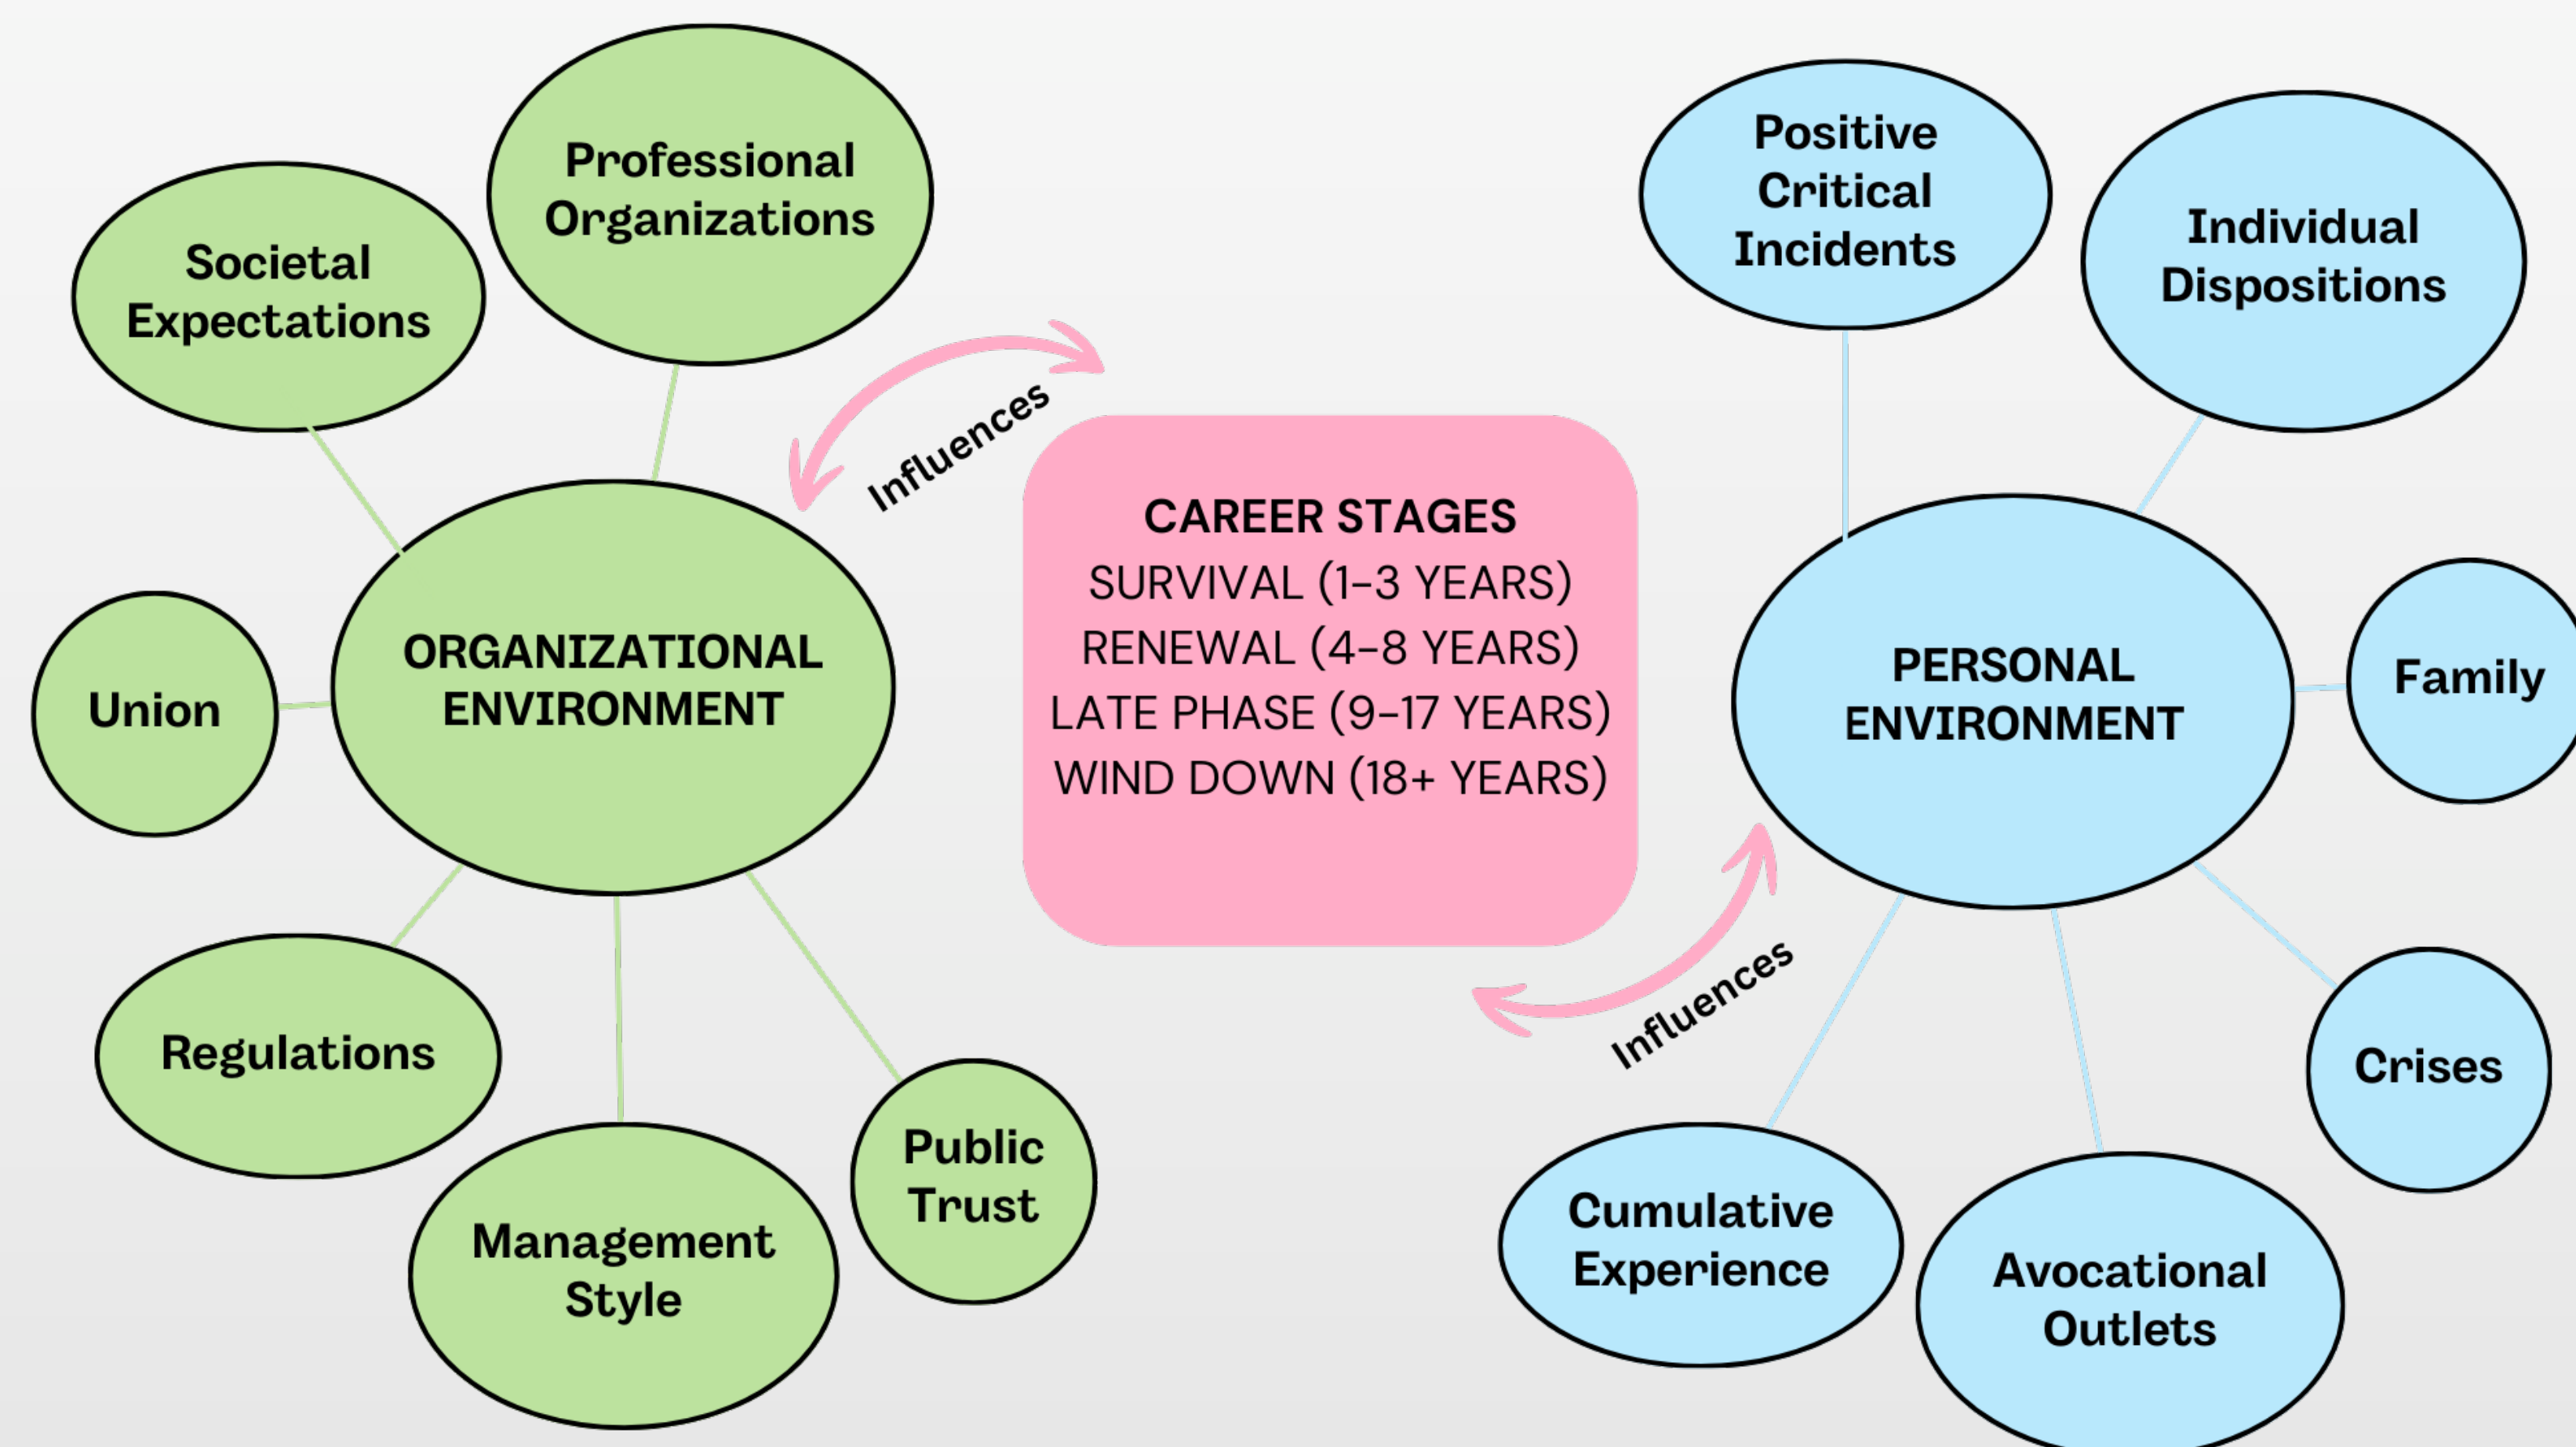 Professional
Organizations
Societal
Expectations
Union
ORGANIZATIONAL
ENVIRONMENT
Regulations
Management
Style
Public
Trust
Influences
CAREER STAGES
SURVIVAL (1-3 YEARS)
RENEWAL (4-8 YEARS)
LATE PHASE (9-17 YEARS)
WIND DOWN (18+ YEARS)
Influences
Positive
Critical
Incidents
Individual
Dispositions
PERSONAL
ENVIRONMENT
Family
Crises
Cumulative
Experience
Avocational
Outlets